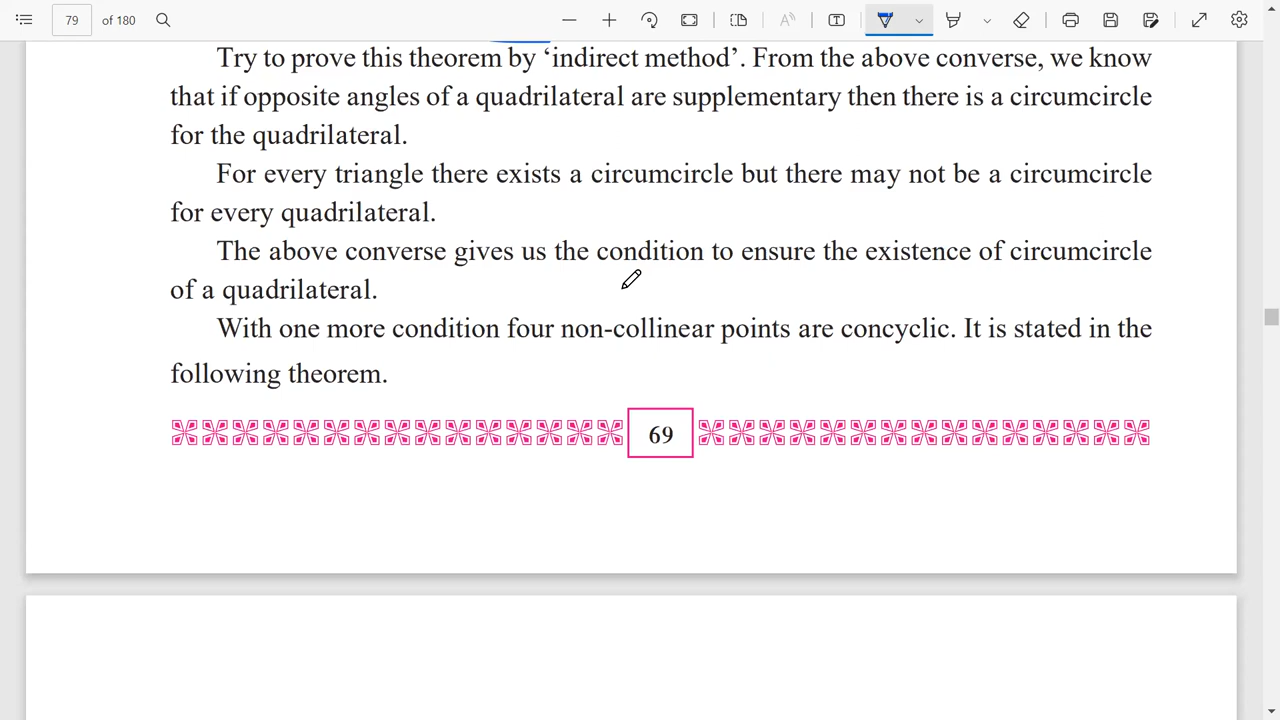 79 of 180
Try to prove this theorem by ‘indirect method’. From the above converse, we know
that if opposite angles of a quadrilateral are supplementary then there is a circumcircle
for the quadrilateral.
For every triangle there exists a circumcircle but there may not be a circumcircle
for every quadrilateral.
The above converse gives us the condition to ensure the existence of circumcircle
of a quadrilateral.
With one more condition four non-collinear points are concyclic. It is stated in the
following theorem.
69